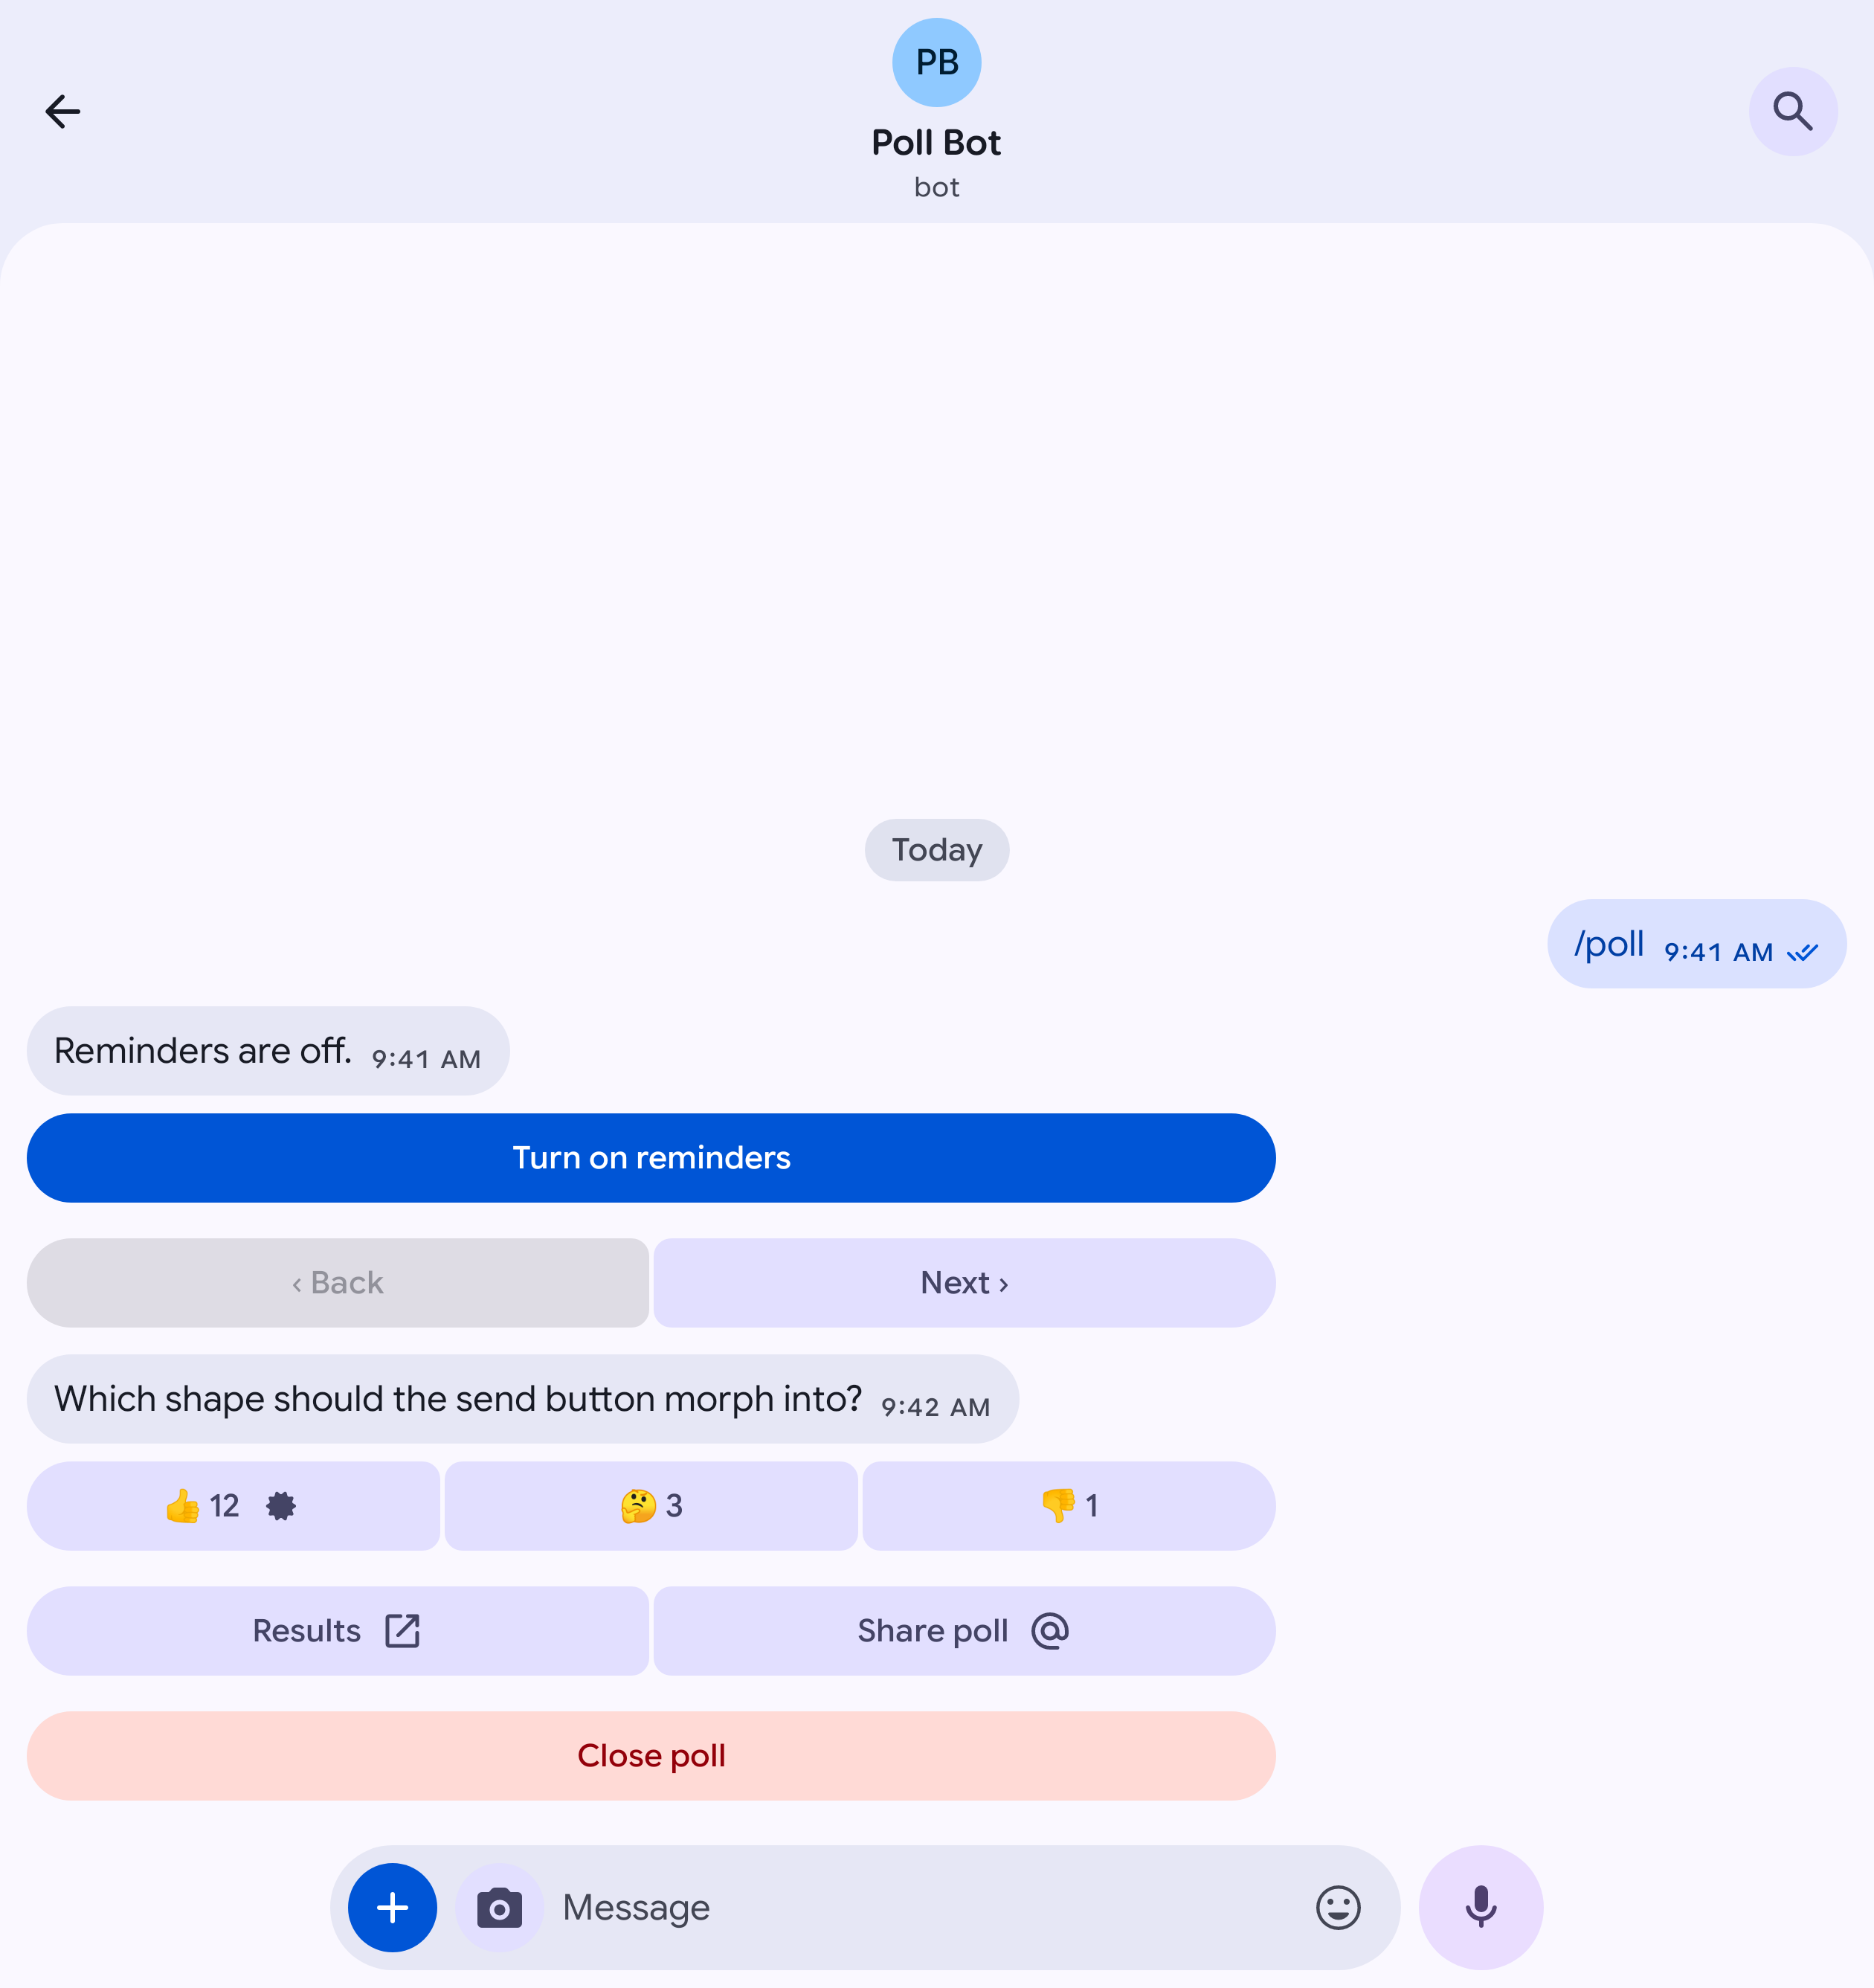 PB
Poll Bot
bot
Today
/poll 9:41 AM
Reminders are off. 9:41 AM
Turn on reminders
‹ Back
Next ›
Which shape should the send button morph into? 9:42 AM
👍 12
🤔 3
👎 1
Results
Share poll @
Close poll
Message